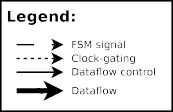 Legend:
FSM signal
Clock-gating
Dataflow control
Dataflow